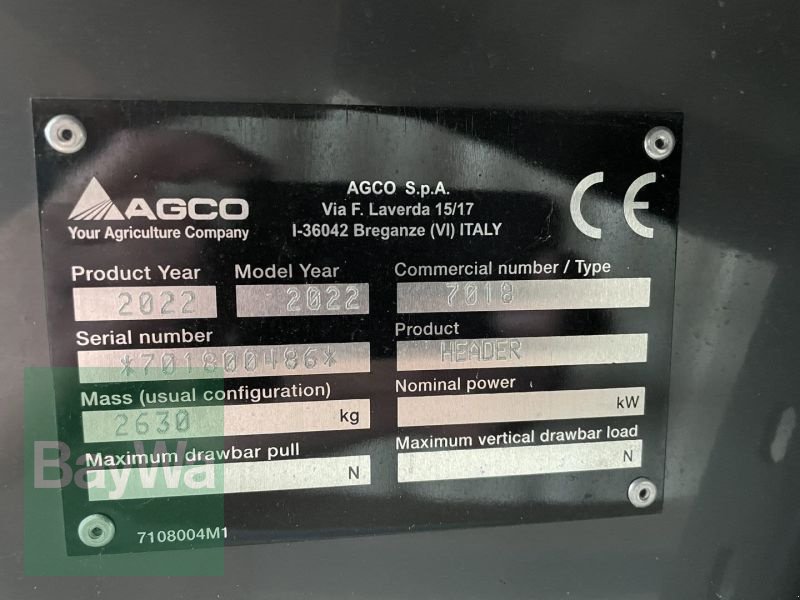 AGCO
Your Agriculture Company
AGCO S.p.A.
Via F. Laverda 15/17
I-36042 Breganze (VI) ITALY
CE
Product Year
2022
Model Year
2022
Commercial number / Type
7018
Serial number
*701800486*
Product
HEADER
Mass (usual configuration)
2630 kg
Nominal power
kW
Maximum drawbar pull
N
Maximum vertical drawbar load
N
7108004M1
BayWa